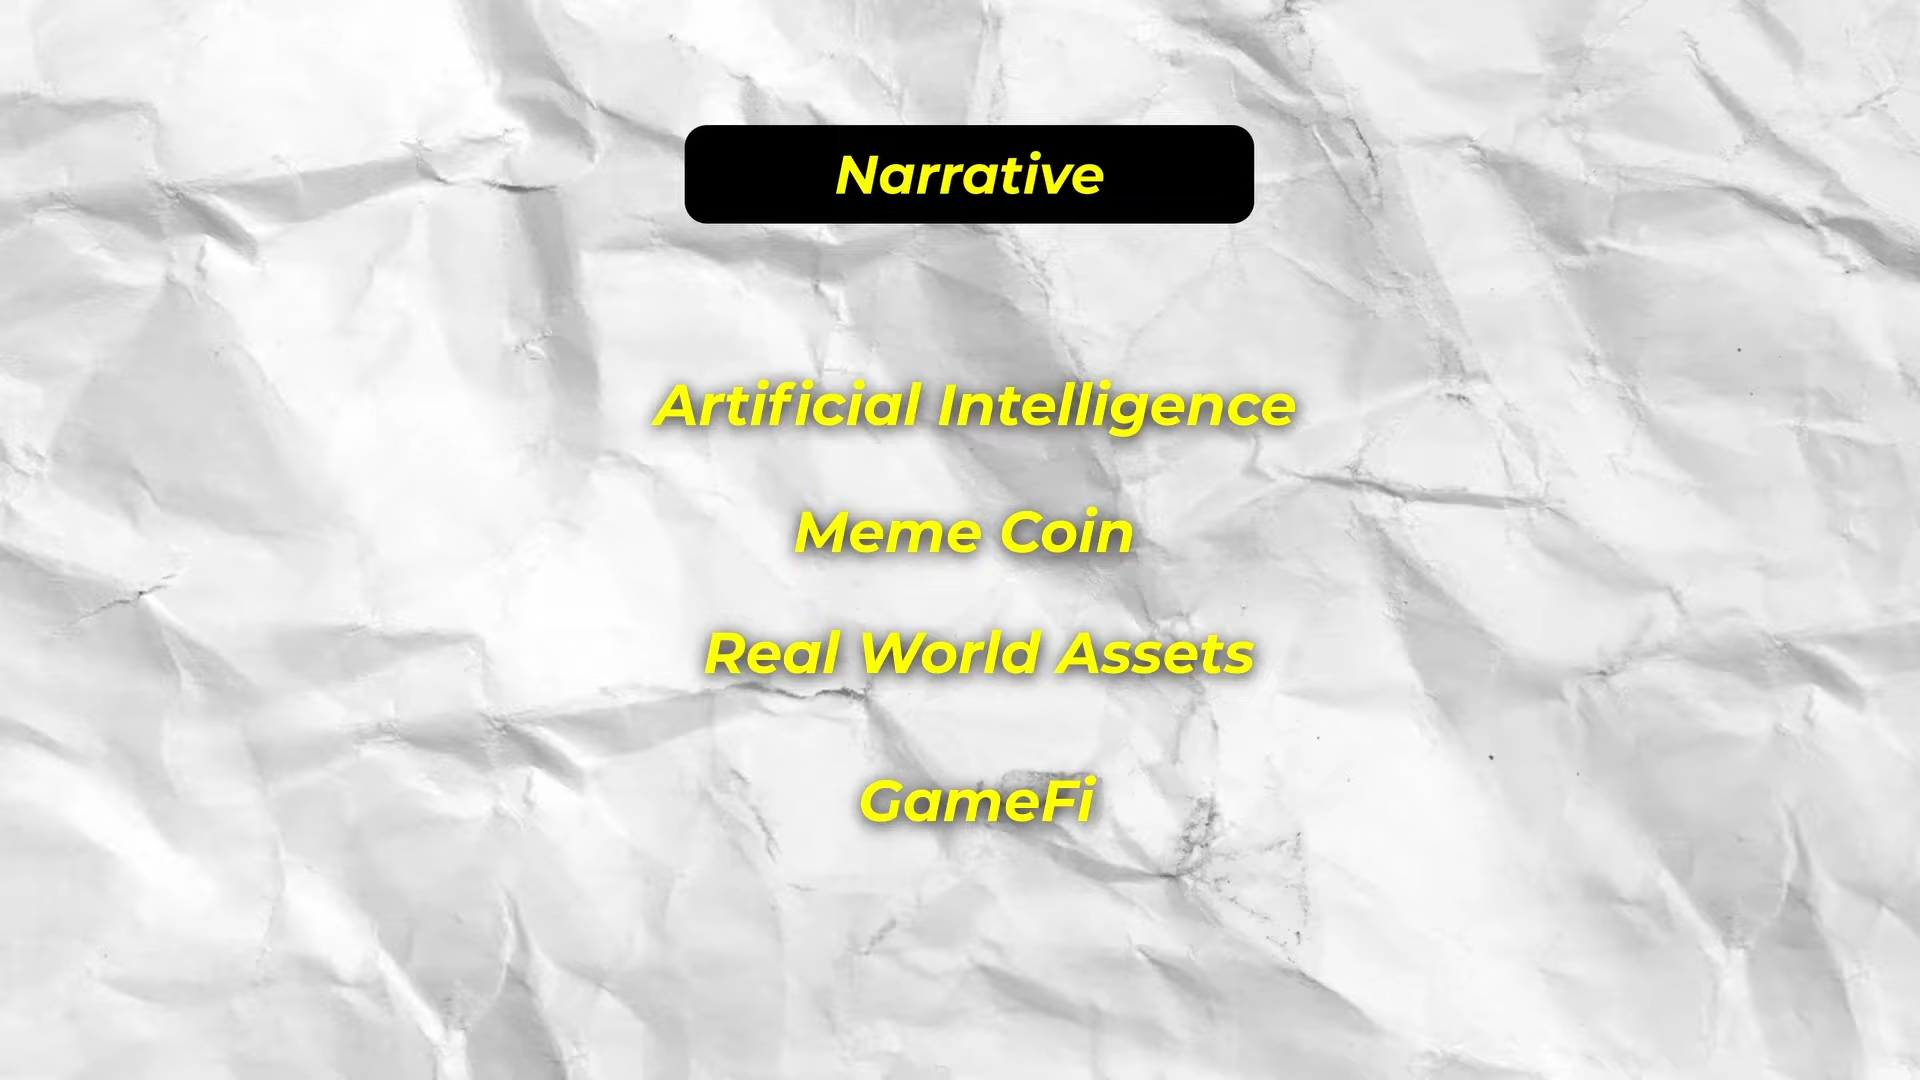 Narrative
Artificial Intelligence
Meme Coin
Real World Assets
GameFi